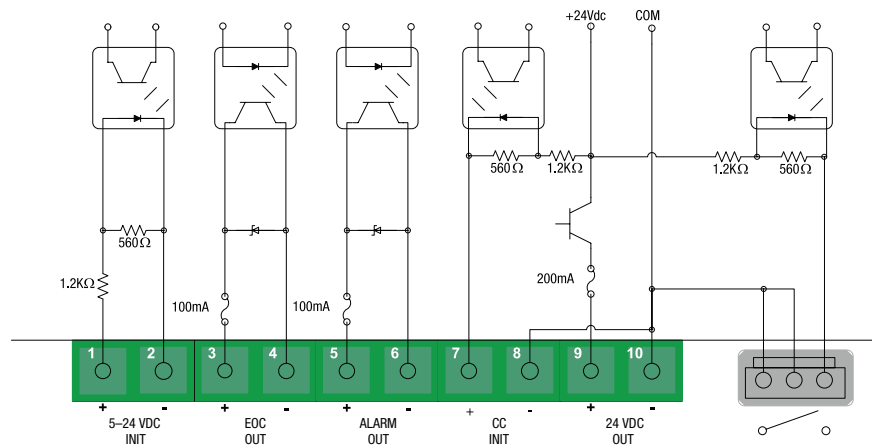 +24Vdc COM
560Ω 1.2KΩ 1.2KΩ 560Ω
560Ω
1.2KΩ 200mA
100mA 100mA
1 2 3 4 5 6 7 8 9 10
+ - + - + - + - + -
5–24 VDC EOC ALARM CC 24 VDC OUT
INIT OUT OUT INIT